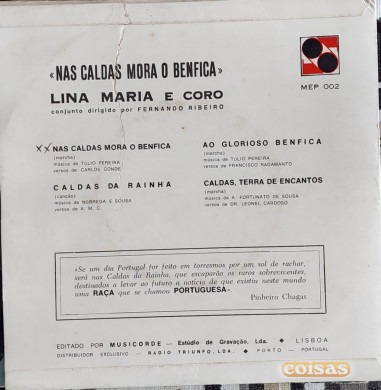 «NAS CALDAS MORA O BENFICA»
LINA MARIA E CORO
conjunto dirigido por FERNANDO RIBEIRO
MEP 002
XX NAS CALDAS MORA O BENFICA
(marcha)
música de TULIO PEREIRA
versos de CARLOS CONDE
CALDAS DA RAINHA
(canção)
música de NOBREGA E SOUSA
versos de A. M. C.
AO GLORIOSO BENFICA
(marcha)
música de TULIO PEREIRA
versos de FRANCISCO RADAMANTO
CALDAS, TERRA DE ENCANTOS
(marcha)
música de A. FORTUNATO DE SOUSA
versos de DR. LEONEL CARDOSO
«Se um dia Portugal for feito em torresmos por um sol de rachar,
será nas Caldas da Rainha, que escaparão os raros sobrevecentes,
destinados a levar ao futuro a notícia de que existiu neste mundo
uma RAÇA que se chamou PORTUGUESA».
Pinheiro Chagas
EDITADO POR MUSICORDE — Estúdio de Gravação, Lda. ◆ LISBOA
DISTRIBUIDOR EXCLUSIVO — RADIO TRIUNFO, LDA. ◆ PORTO — PORTUGAL
coisas